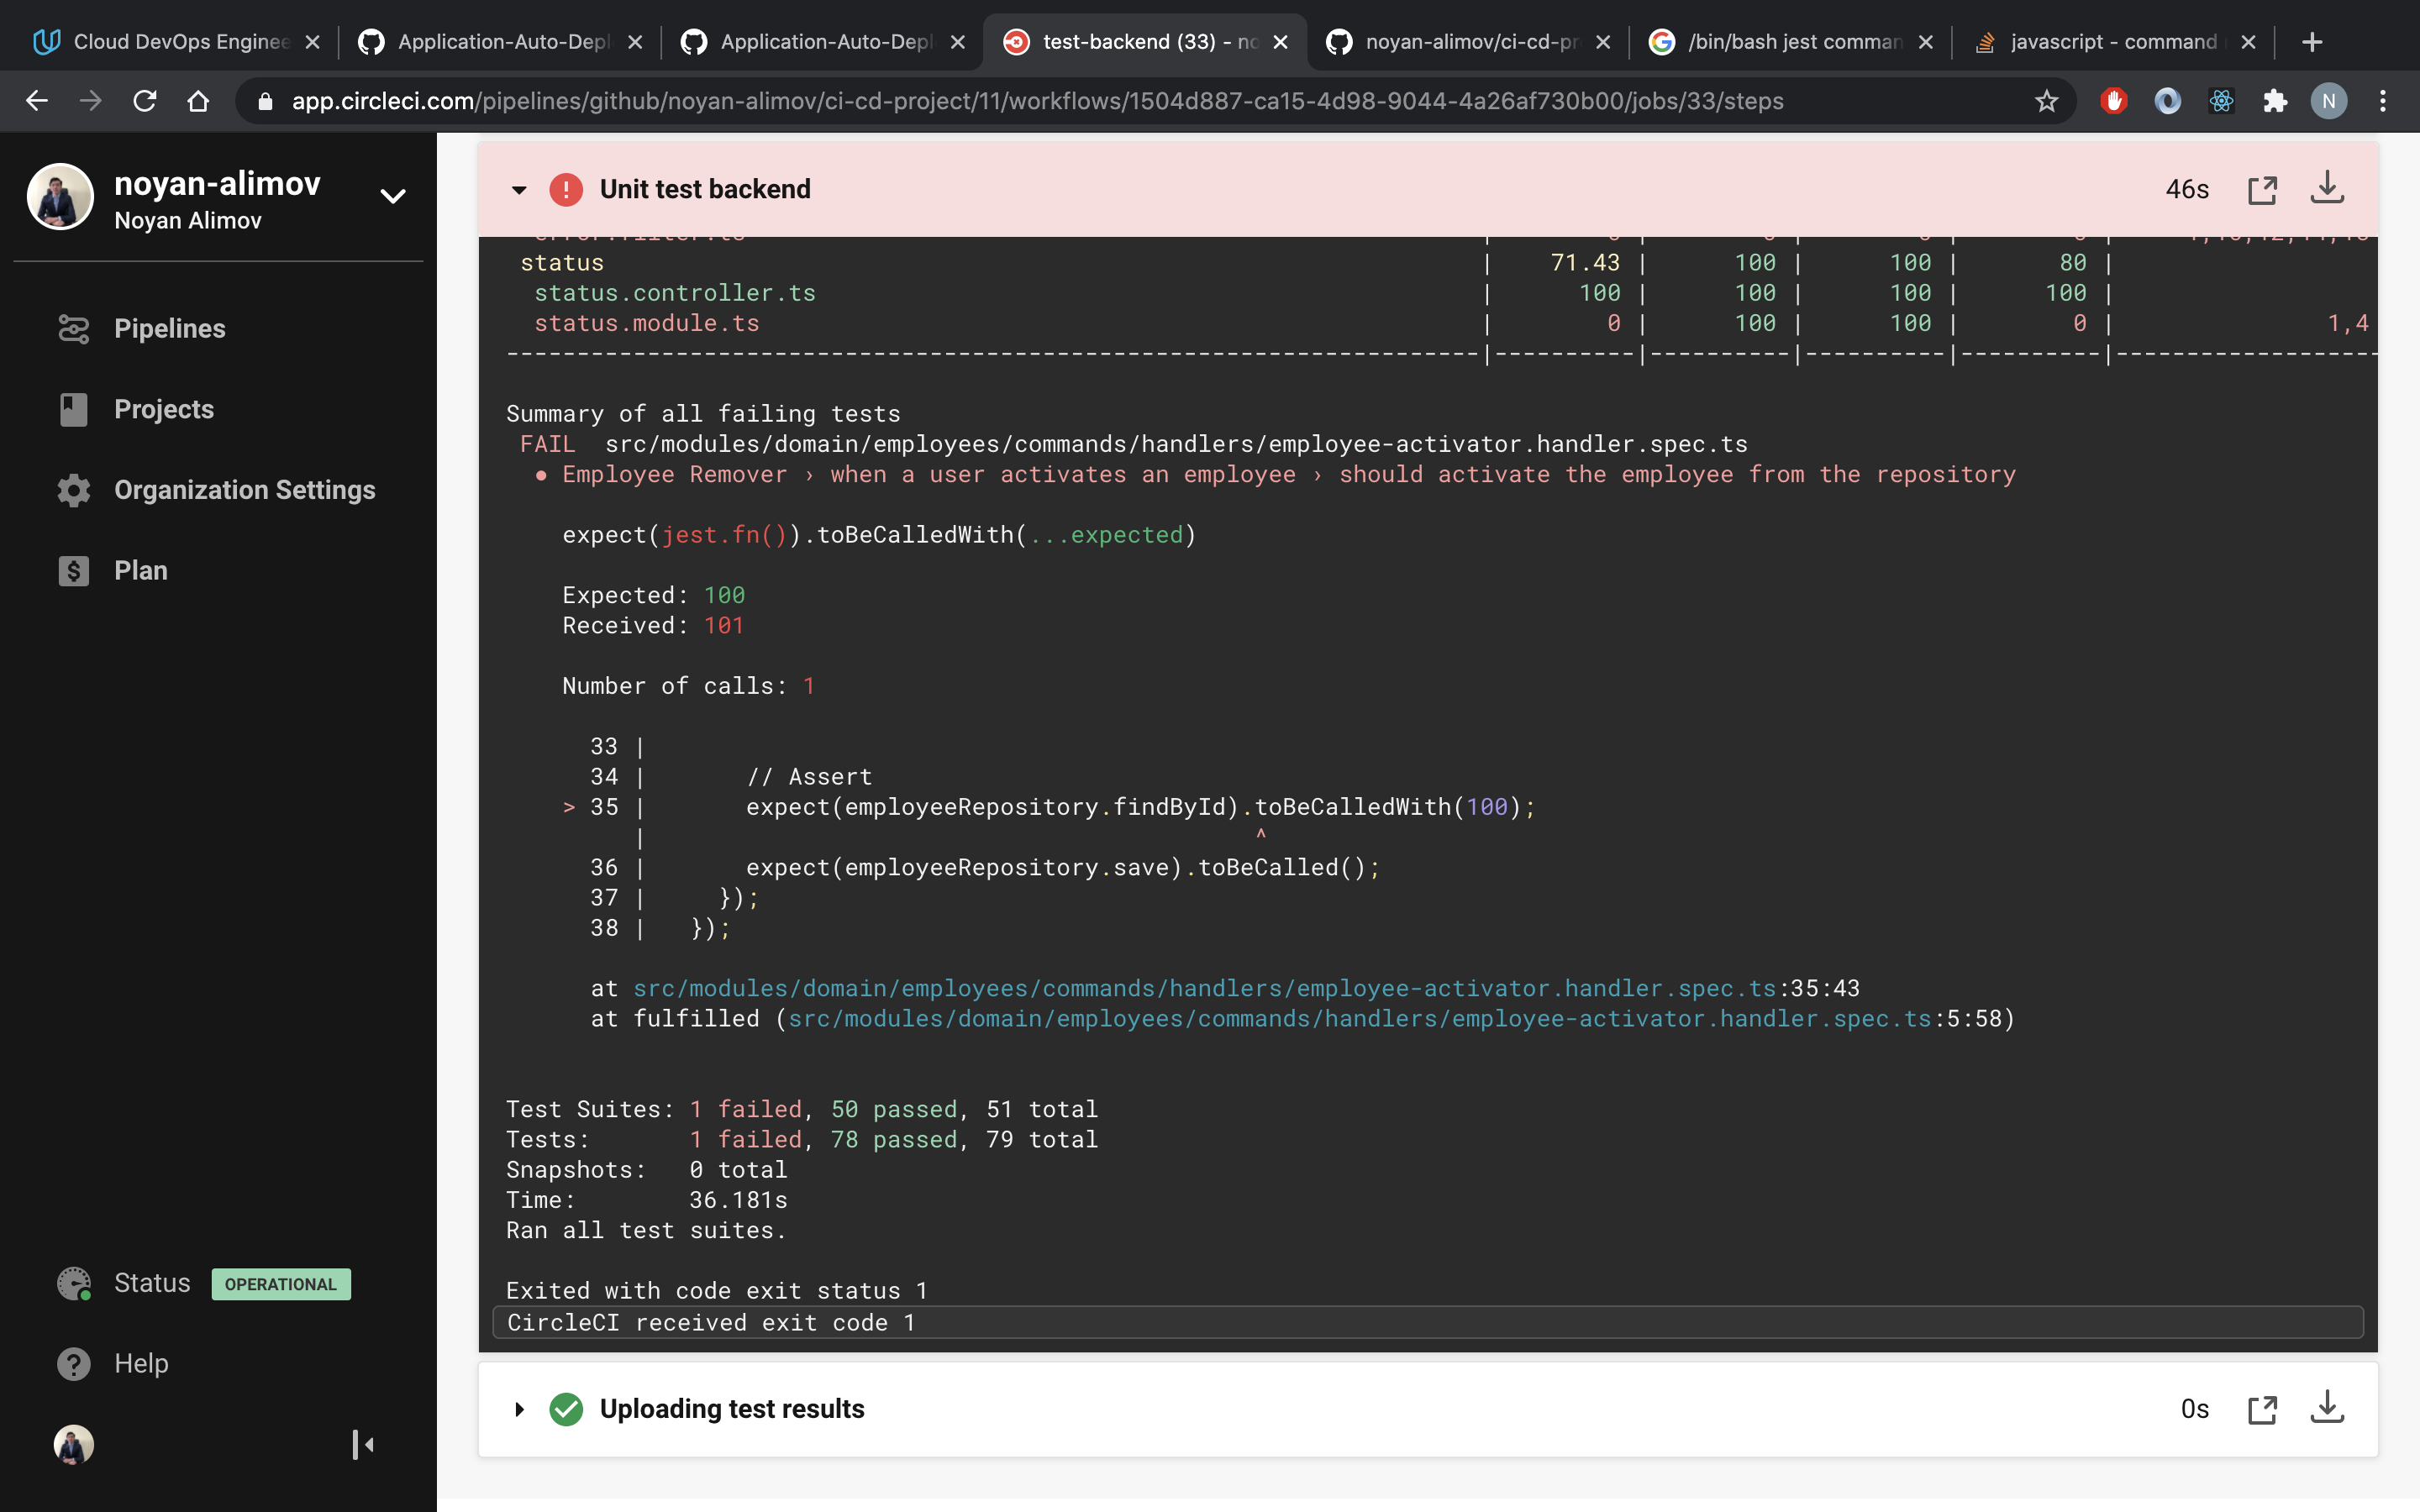 Cloud DevOps Enginee
Application-Auto-Depl
Application-Auto-Depl
test-backend (33) - no
noyan-alimov/ci-cd-pr
/bin/bash jest comman
javascript - command
app.circleci.com/pipelines/github/noyan-alimov/ci-cd-project/11/workflows/1504d887-ca15-4d98-9044-4a26af730b00/jobs/33/steps
N
noyan-alimov
Noyan Alimov
Pipelines
Projects
Organization Settings
Plan
Status OPERATIONAL
Help
Unit test backend 46s
status | 71.43 | 100 | 100 | 80 |
status.controller.ts | 100 | 100 | 100 | 100 |
status.module.ts | 0 | 100 | 100 | 0 | 1,4
---------------------------------------------------------------------|----------|----------|----------|----------|-------------------
Summary of all failing tests
FAIL src/modules/domain/employees/commands/handlers/employee-activator.handler.spec.ts
● Employee Remover › when a user activates an employee › should activate the employee from the repository
expect(jest.fn()).toBeCalledWith(...expected)
Expected: 100
Received: 101
Number of calls: 1
33 |
34 | // Assert
> 35 | expect(employeeRepository.findById).toBeCalledWith(100);
| ^
36 | expect(employeeRepository.save).toBeCalled();
37 | });
38 | });
at src/modules/domain/employees/commands/handlers/employee-activator.handler.spec.ts:35:43
at fulfilled (src/modules/domain/employees/commands/handlers/employee-activator.handler.spec.ts:5:58)
Test Suites: 1 failed, 50 passed, 51 total
Tests: 1 failed, 78 passed, 79 total
Snapshots: 0 total
Time: 36.181s
Ran all test suites.
Exited with code exit status 1
CircleCI received exit code 1
Uploading test results 0s